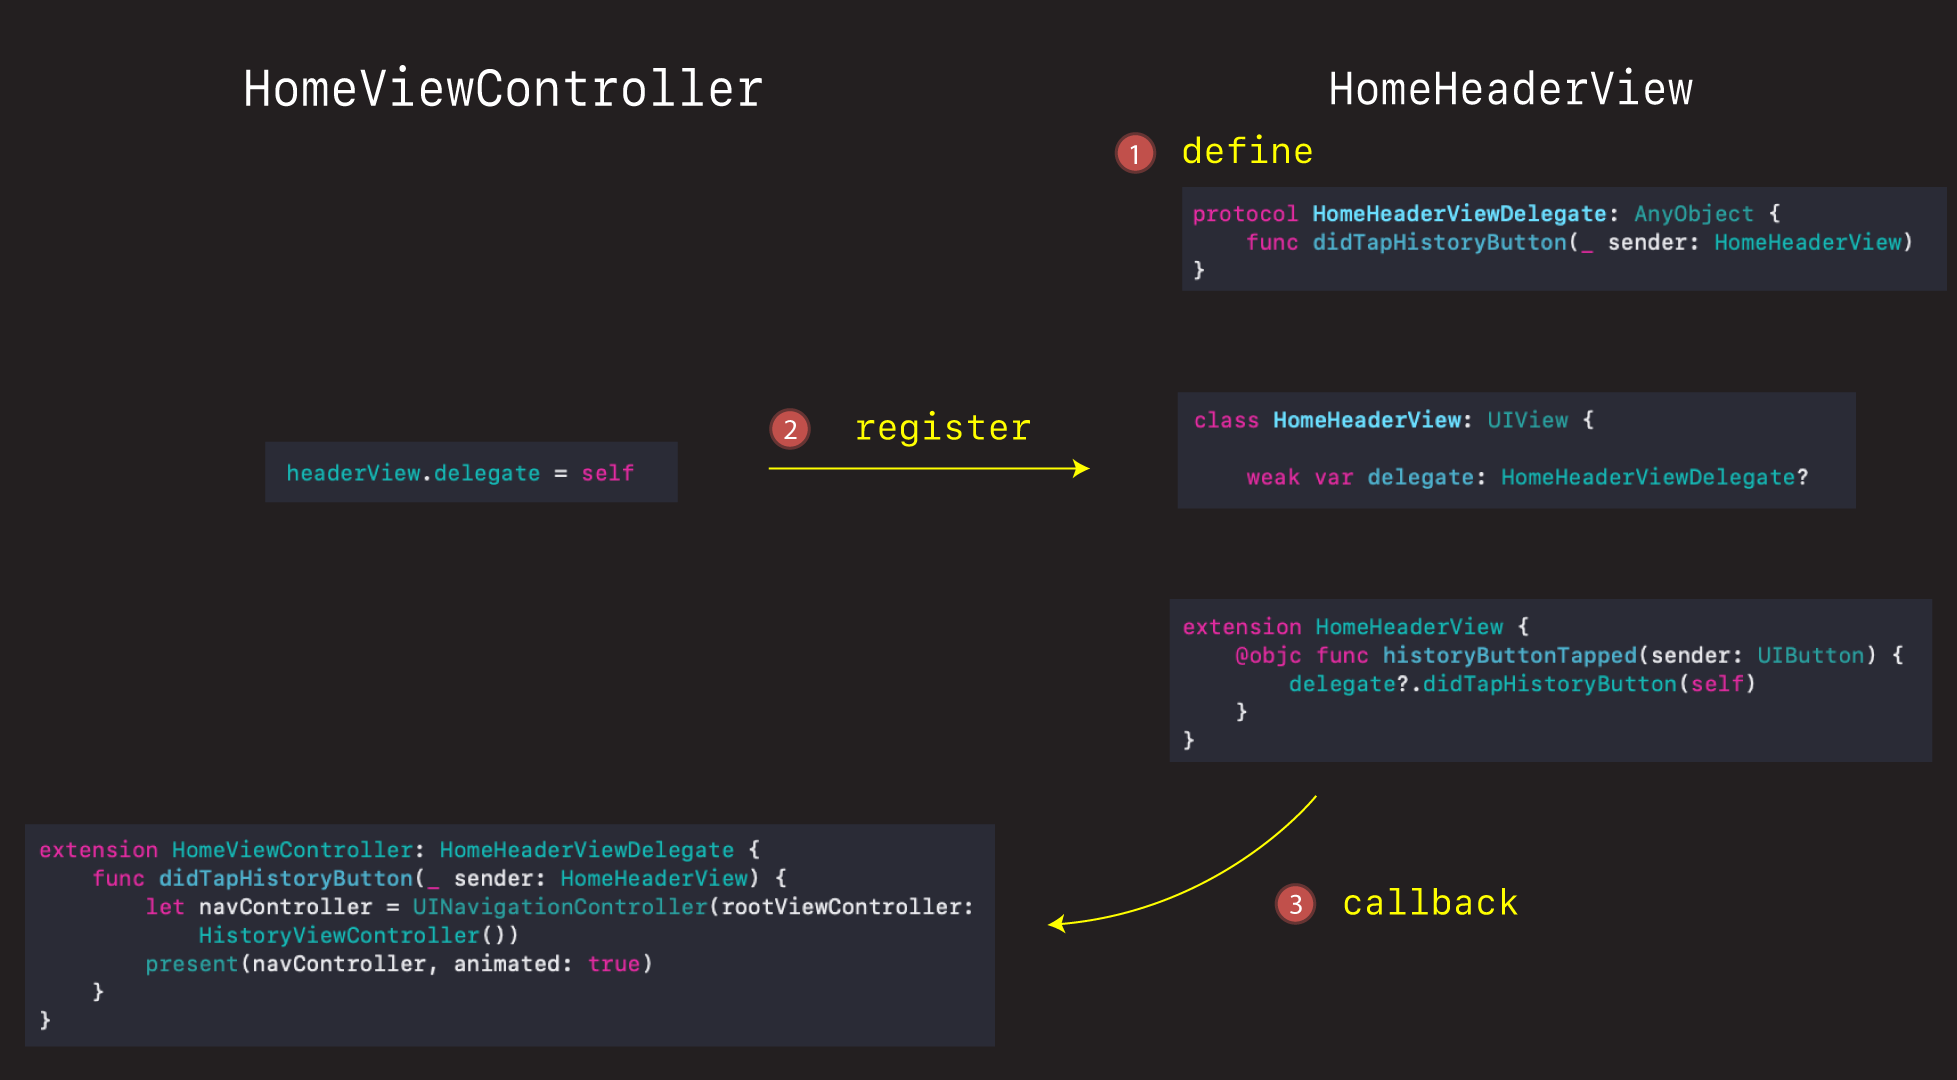 HomeViewController
HomeHeaderView
1 define
protocol HomeHeaderViewDelegate: AnyObject {
    func didTapHistoryButton(_ sender: HomeHeaderView)
}
2 register
headerView.delegate = self
class HomeHeaderView: UIView {
    weak var delegate: HomeHeaderViewDelegate?
extension HomeHeaderView {
    @objc func historyButtonTapped(sender: UIButton) {
        delegate?.didTapHistoryButton(self)
    }
}
3 callback
extension HomeViewController: HomeHeaderViewDelegate {
    func didTapHistoryButton(_ sender: HomeHeaderView) {
        let navController = UINavigationController(rootViewController:
            HistoryViewController())
        present(navController, animated: true)
    }
}